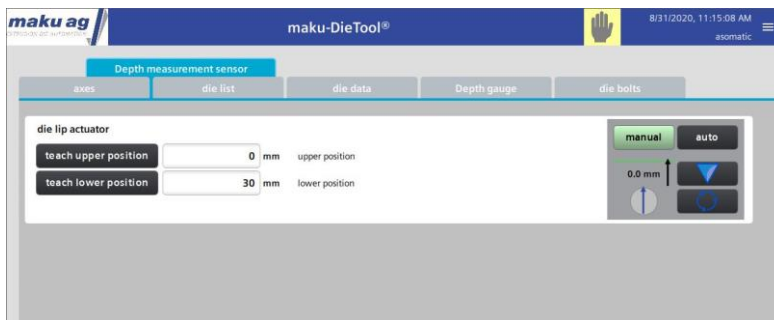 maku ag
maku-DieTool®
8/31/2020, 11:15:08 AM
asomatic
Depth measurement sensor
axes
die list
die data
Depth gauge
die bolts
die lip actuator
teach upper position
0 mm
upper position
teach lower position
30 mm
lower position
manual
auto
0.0 mm